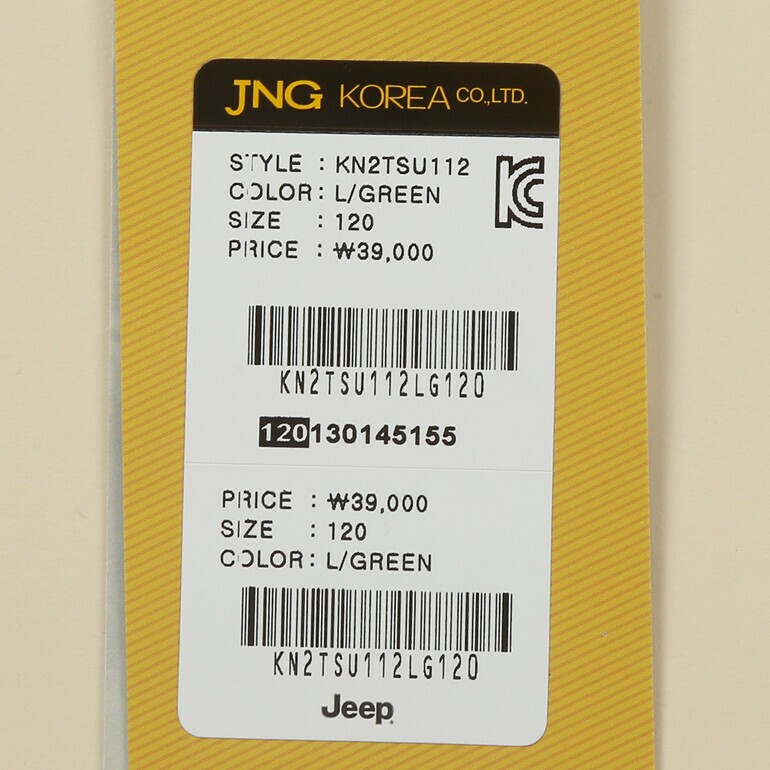 JNG KOREA CO.,LTD.
STYLE : KN2TSU112
COLOR : L/GREEN
SIZE : 120
PRICE : ₩39,000
KC
KN2TSU112LG120
120130145155
PRICE : ₩39,000
SIZE : 120
COLOR : L/GREEN
KN2TSU112LG120
Jeep